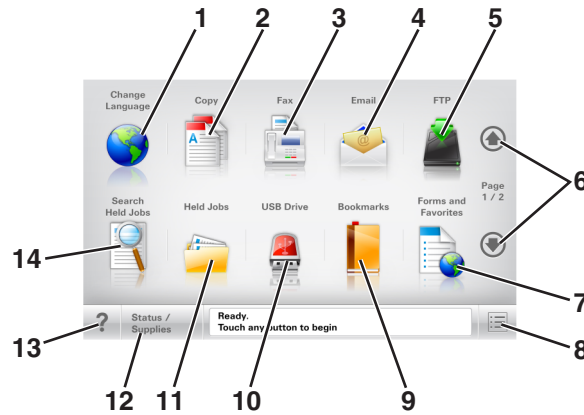 1 2 3 4 5
Change
Language
Copy
Fax
Email
FTP
A
@
6
Page
1 / 2
Search
Held Jobs
Held Jobs
USB Drive
Bookmarks
Forms and
Favorites
14
7
?
Status /
Supplies
Ready.
Touch any button to begin
13 12 11 10 9 8